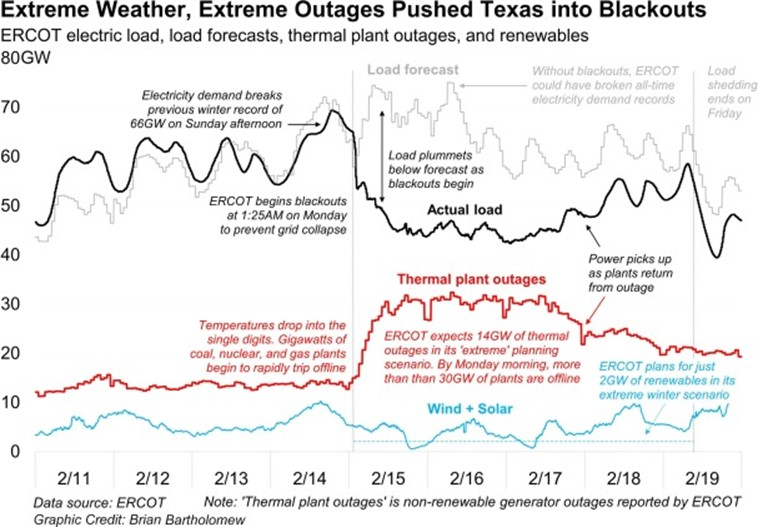 Extreme Weather, Extreme Outages Pushed Texas into Blackouts
ERCOT electric load, load forecasts, thermal plant outages, and renewables
80GW
70
60
50
40
30
20
10
0
Load forecast
Without blackouts, ERCOT
could have broken all-time
electricity demand records
Load
shedding
ends on
Friday
Electricity demand breaks
previous winter record of
66GW on Sunday afternoon
Load plummets
below forecast as
blackouts begin
ERCOT begins blackouts
at 1:25AM on Monday
to prevent grid collapse
Actual load
Power picks up
as plants return
from outage
Thermal plant outages
Temperatures drop into the
single digits. Gigawatts of
coal, nuclear, and gas plants
begin to rapidly trip offline
ERCOT expects 14GW of thermal
outages in its 'extreme' planning
scenario. By Monday morning, more
than than 30GW of plants are offline
ERCOT plans for just
2GW of renewables in its
extreme winter scenario
Wind + Solar
2/11 2/12 2/13 2/14 2/15 2/16 2/17 2/18 2/19
Data source: ERCOT Note: 'Thermal plant outages' is non-renewable generator outages reported by ERCOT
Graphic Credit: Brian Bartholomew